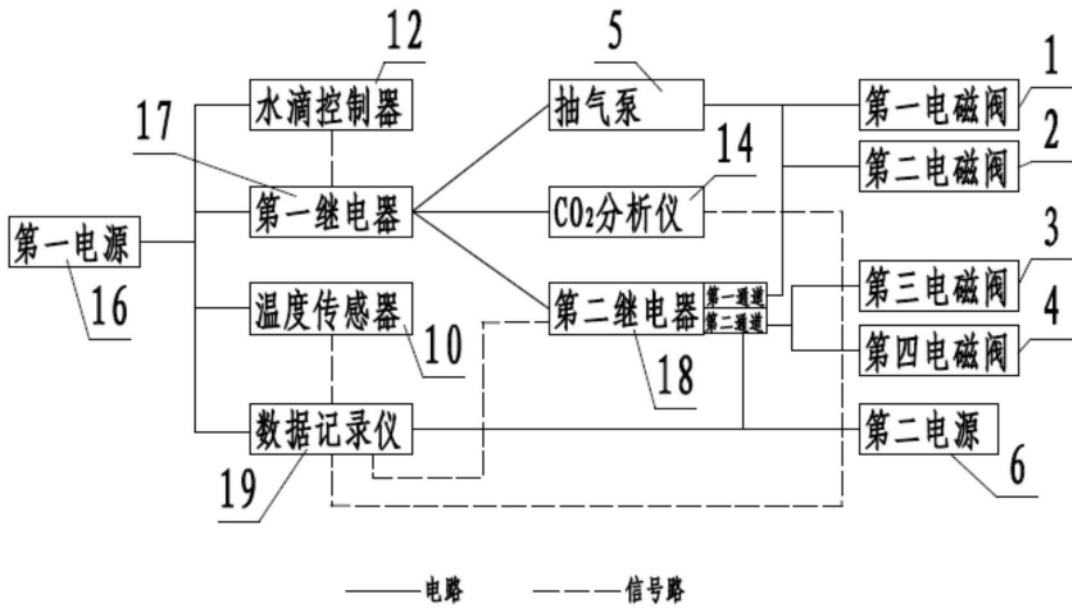 12
5
1
水滴控制器
抽气泵
第一电磁阀
17
14
2
第二电磁阀
第一继电器
CO₂分析仪
3
第一电源
第三电磁阀
16
温度传感器
第二继电器
第一通道
第二通道
4
10
18
第四电磁阀
数据记录仪
第二电源
19
6
电路
信号路